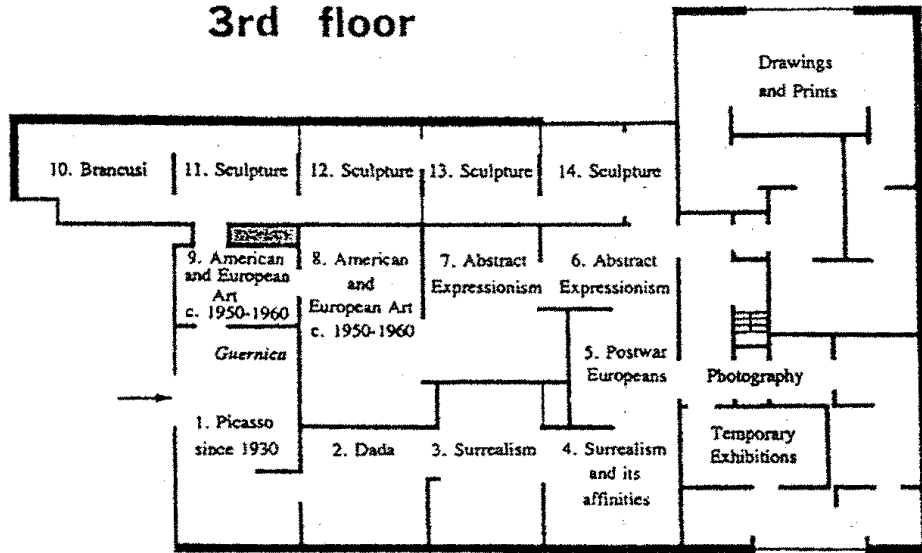 3rd floor
Drawings
and Prints
10. Brancusi
11. Sculpture
12. Sculpture
13. Sculpture
14. Sculpture
9. American
and European
Art
c. 1950-1960
8. American
and
European Art
c. 1950-1960
7. Abstract
Expressionism
6. Abstract
Expressionism
Guernica
5. Postwar
Europeans
Photography
1. Picasso
since 1930
2. Dada
3. Surrealism
4. Surrealism
and its
affinities
Temporary
Exhibitions